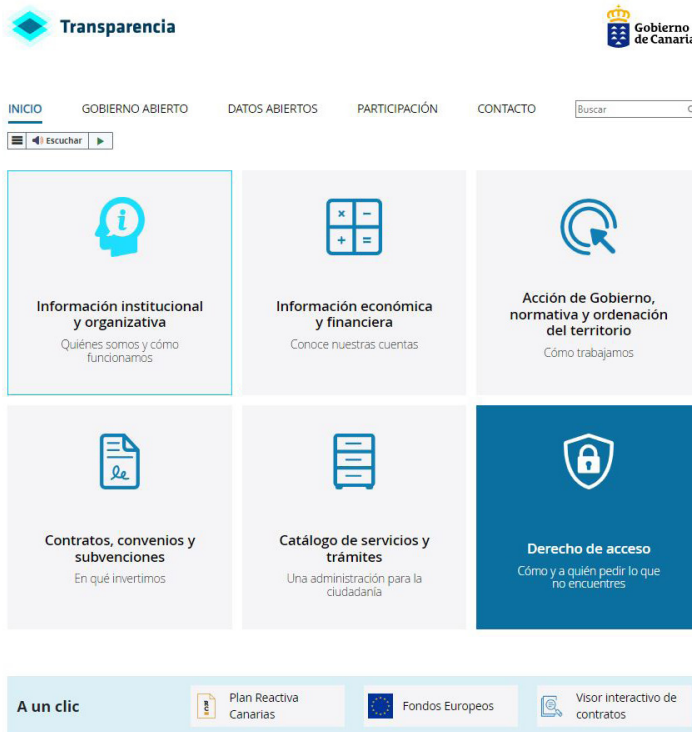 Transparencia
Gobierno
de Canaria
INICIO GOBIERNO ABIERTO DATOS ABIERTOS PARTICIPACIÓN CONTACTO Buscar
Escuchar
Información institucional
y organizativa
Quiénes somos y cómo
funcionamos
Información económica
y financiera
Conoce nuestras cuentas
Acción de Gobierno,
normativa y ordenación
del territorio
Cómo trabajamos
Contratos, convenios y
subvenciones
En qué invertimos
Catálogo de servicios y
trámites
Una administración para la
ciudadanía
Derecho de acceso
Cómo y a quién pedir lo que
no encuentres
A un clic
Plan Reactiva
Canarias
Fondos Europeos
Visor interactivo de
contratos